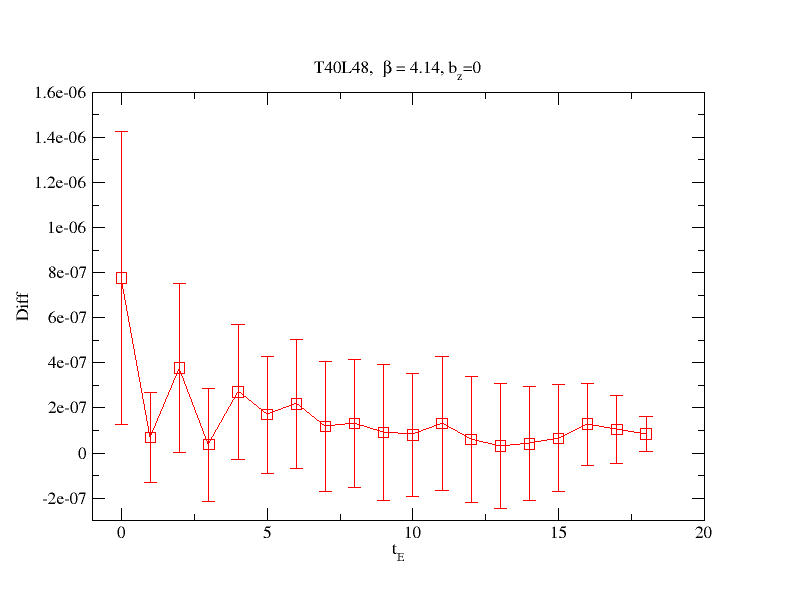 T40L48, β = 4.14, b_z=0
1.6e-06
1.4e-06
1.2e-06
1e-06
8e-07
6e-07
4e-07
2e-07
0
-2e-07
Diff
0 5 10 15 20
t_E